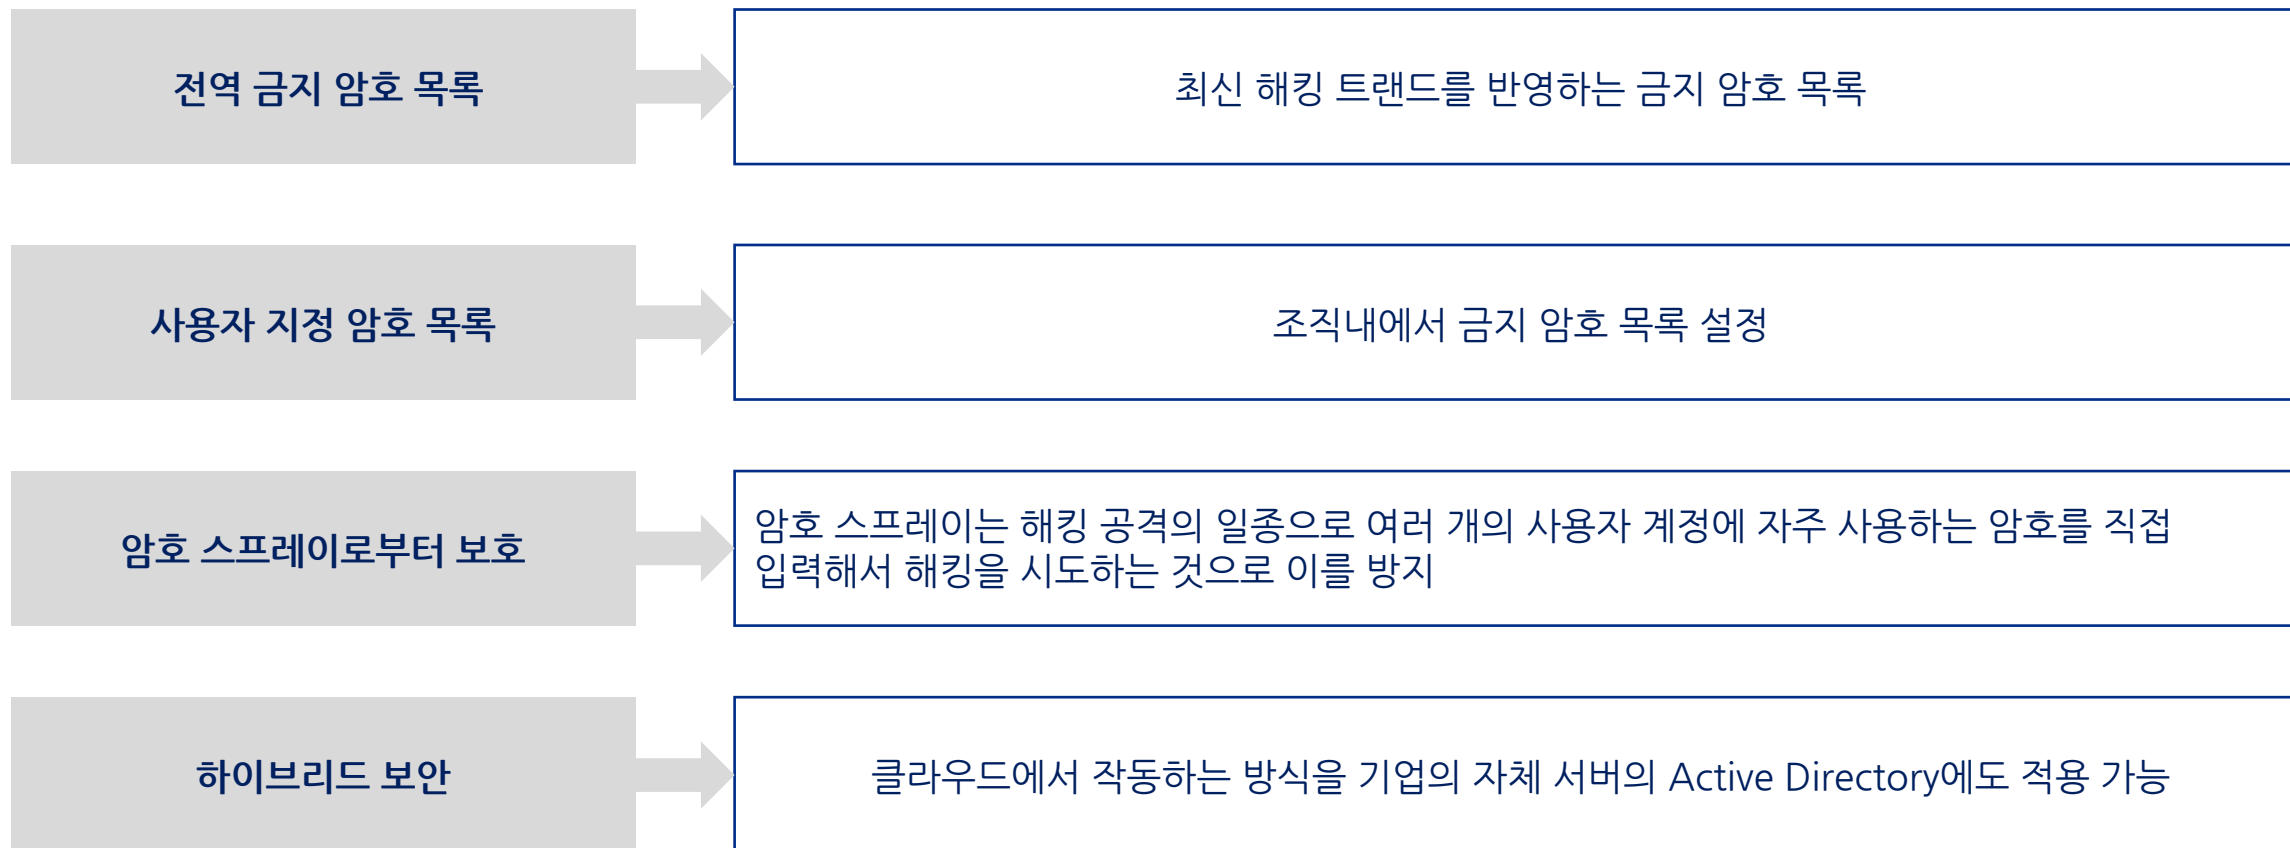 전역 금지 암호 목록
최신 해킹 트랜드를 반영하는 금지 암호 목록
사용자 지정 암호 목록
조직내에서 금지 암호 목록 설정
암호 스프레이로부터 보호
암호 스프레이는 해킹 공격의 일종으로 여러 개의 사용자 계정에 자주 사용하는 암호를 직접
입력해서 해킹을 시도하는 것으로 이를 방지
하이브리드 보안
클라우드에서 작동하는 방식을 기업의 자체 서버의 Active Directory에도 적용 가능